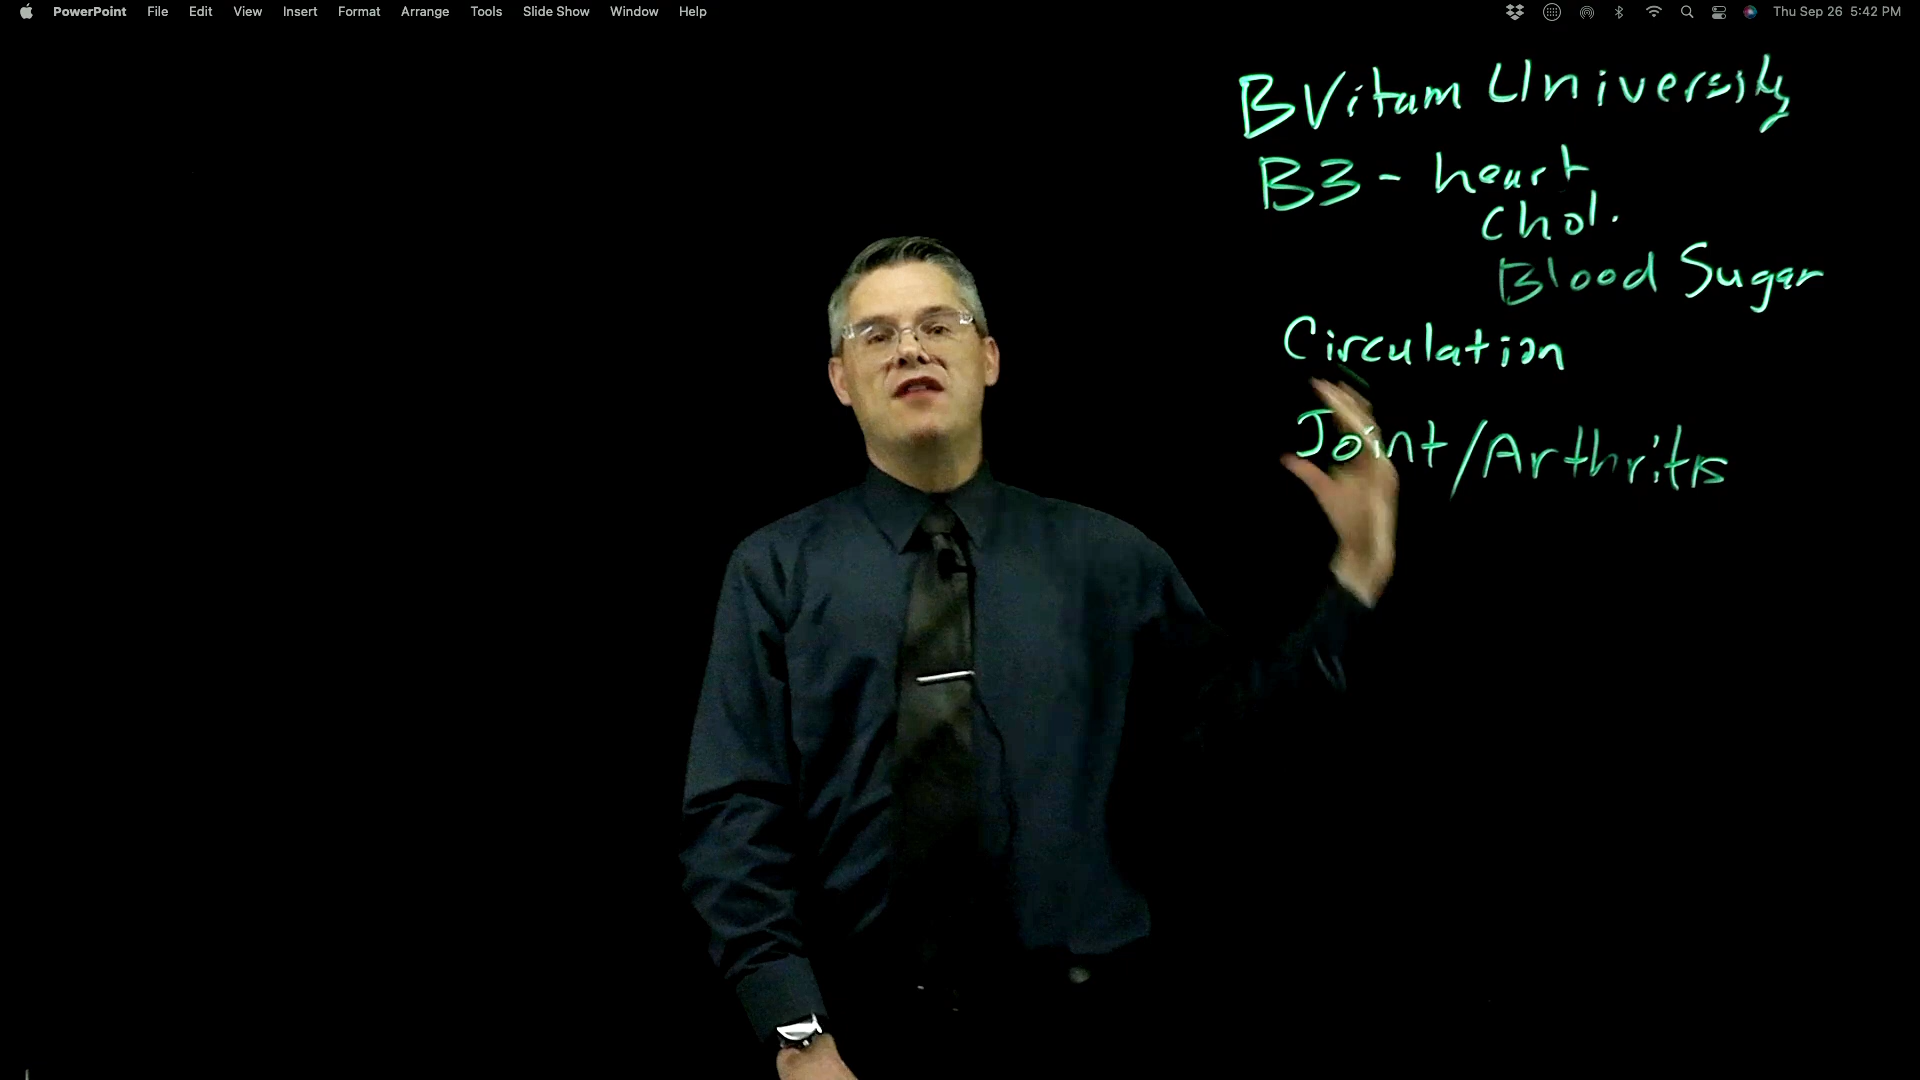 PowerPoint File Edit View Insert Format Arrange Tools Slide Show Window Help Thu Sep 26 5:42 PM
BVitam University
B3 - heart
Chol.
Blood Sugar
Circulation
Joint/Arthritis